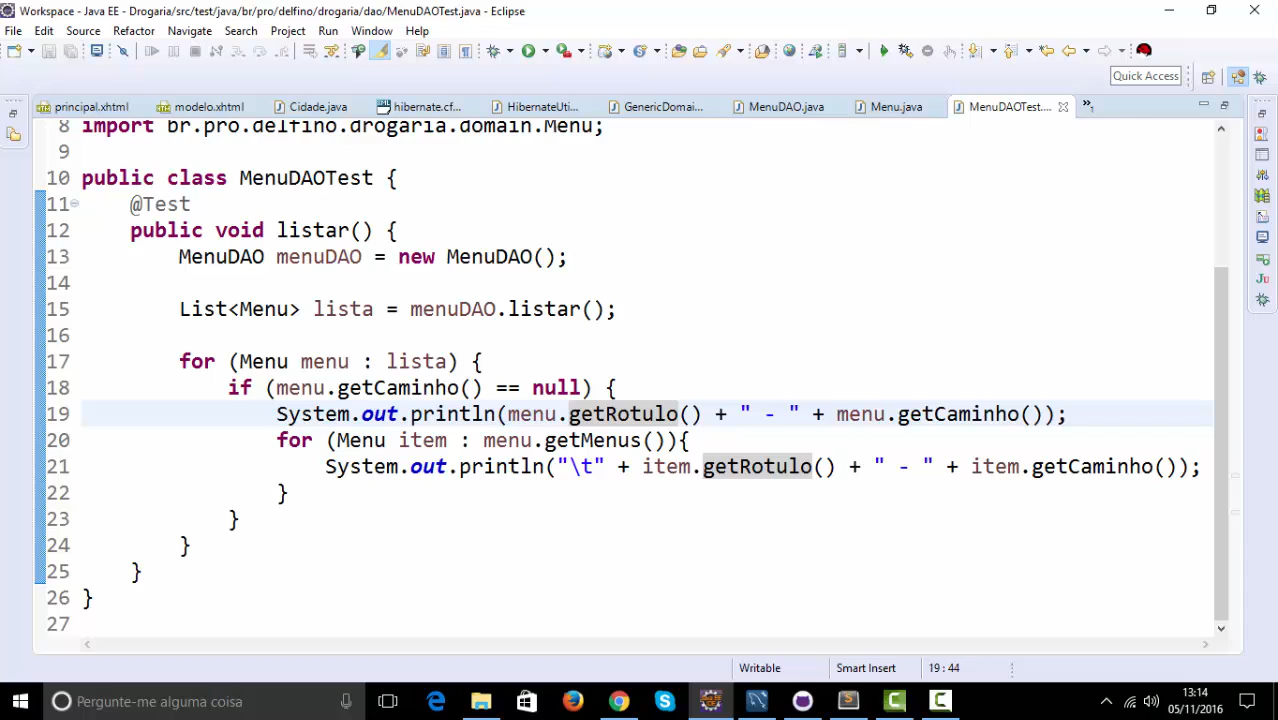 Workspace - Java EE - Drogaria/src/test/java/br/pro/delfino/drogaria/dao/MenuDAOTest.java - Eclipse
File Edit Source Refactor Navigate Search Project Run Window Help
Quick Access
principal.xhtml modelo.xhtml Cidade.java hibernate.cf... HibernateUti... GenericDomai... MenuDAO.java Menu.java MenuDAOTest.... »1
8 import br.pro.delfino.drogaria.domain.Menu;
9
10 public class MenuDAOTest {
11 @Test
12 public void listar() {
13 MenuDAO menuDAO = new MenuDAO();
14
15 List<Menu> lista = menuDAO.listar();
16
17 for (Menu menu : lista) {
18 if (menu.getCaminho() == null) {
19 System.out.println(menu.getRotulo() + " - " + menu.getCaminho());
20 for (Menu item : menu.getMenus()){
21 System.out.println("\t" + item.getRotulo() + " - " + item.getCaminho());
22 }
23 }
24 }
25 }
26 }
27
Writable Smart Insert 19 : 44
Pergunte-me alguma coisa
13:14
05/11/2016